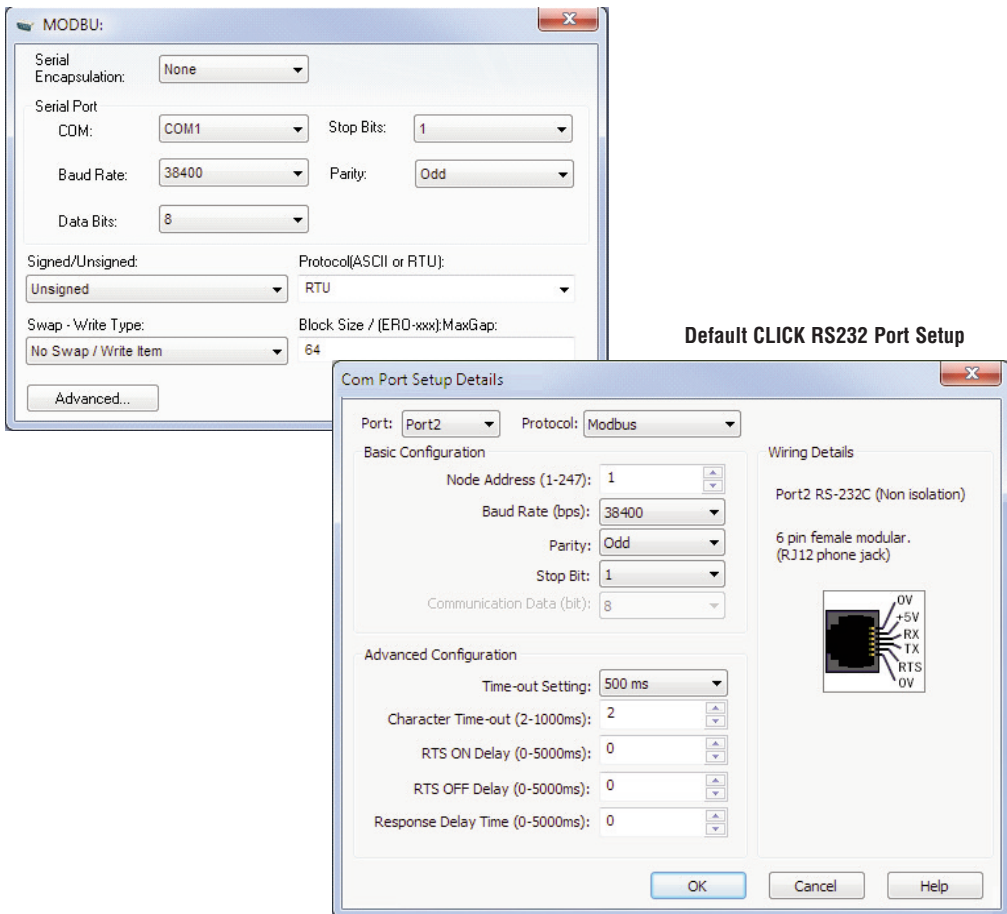 MODBU:
Serial
Encapsulation:
None
Serial Port
COM:
COM1
Stop Bits:
1
Baud Rate:
38400
Parity:
Odd
Data Bits:
8
Signed/Unsigned:
Protocol(ASCII or RTU):
Unsigned
RTU
Swap - Write Type:
Block Size / (ERO-xxx):MaxGap:
No Swap / Write Item
64
Advanced...
Default CLICK RS232 Port Setup
Com Port Setup Details
Port:
Port2
Protocol:
Modbus
Basic Configuration
Node Address (1-247):
1
Baud Rate (bps):
38400
Parity:
Odd
Stop Bit:
1
Communication Data (bit):
8
Advanced Configuration
Time-out Setting:
500 ms
Character Time-out (2-1000ms):
2
RTS ON Delay (0-5000ms):
0
RTS OFF Delay (0-5000ms):
0
Response Delay Time (0-5000ms):
0
Wiring Details
Port2 RS-232C (Non isolation)
6 pin female modular.
(RJ12 phone jack)
0V
+5V
RX
TX
RTS
0V
OK
Cancel
Help